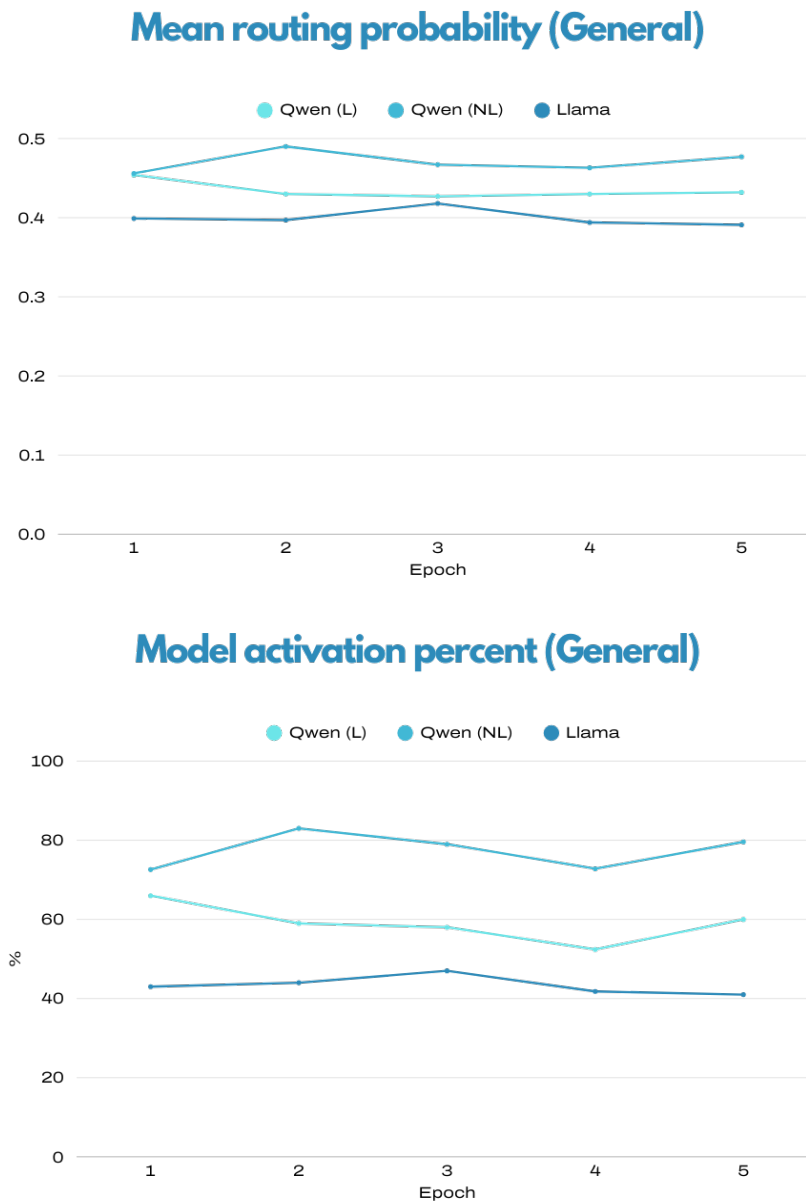 Mean routing probability (General)
Qwen (L) Qwen (NL) Llama
0.5
0.4
0.3
0.2
0.1
0.0
1 2 3 4 5
Epoch
Model activation percent (General)
Qwen (L) Qwen (NL) Llama
100
80
60
%
40
20
0
1 2 3 4 5
Epoch